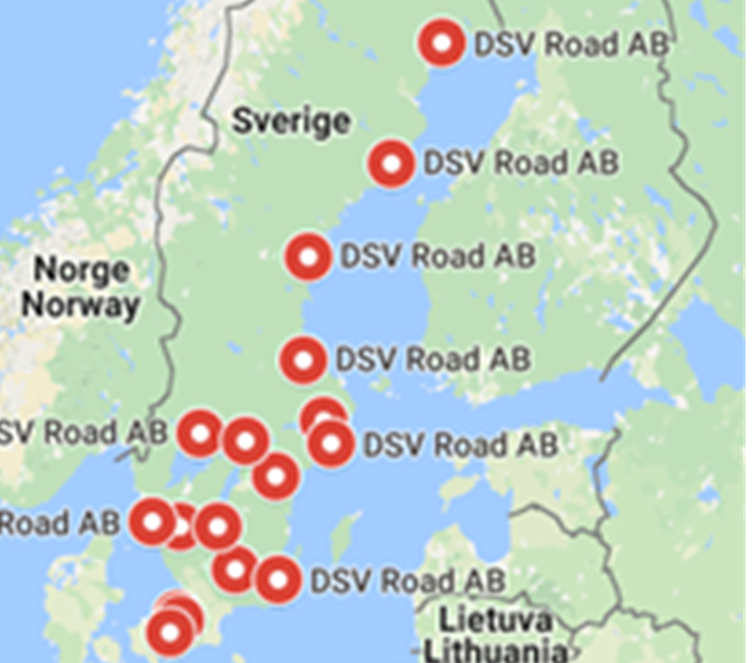 DSV Road AB
Sverige
DSV Road AB
DSV Road AB
Norge
Norway
DSV Road AB
SV Road AB
DSV Road AB
Road AB
DSV Road AB
Lietuva
Lithuania